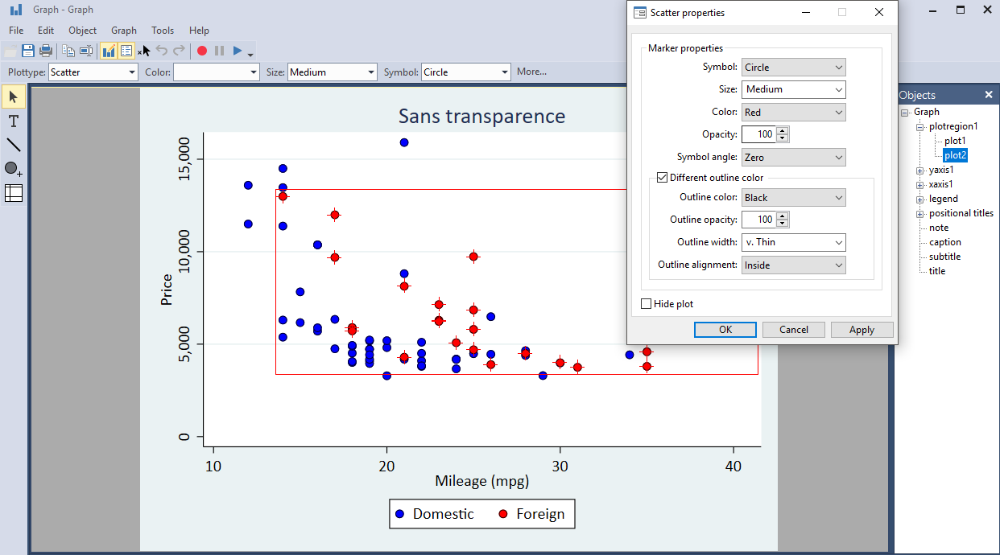 Graph - Graph
File Edit Object Graph Tools Help
Plottype: Scatter Color: Size: Medium Symbol: Circle More...
T
Sans transparence
15,000
10,000
5,000
0
Price
10 20 30 40
Mileage (mpg)
Domestic Foreign
Scatter properties
Marker properties
Symbol: Circle
Size: Medium
Color: Red
Opacity: 100
Symbol angle: Zero
Different outline color
Outline color: Black
Outline opacity: 100
Outline width: v. Thin
Outline alignment: Inside
Hide plot
OK Cancel Apply
Objects
Graph
plotregion1
plot1
plot2
yaxis1
xaxis1
legend
positional titles
note
caption
subtitle
title